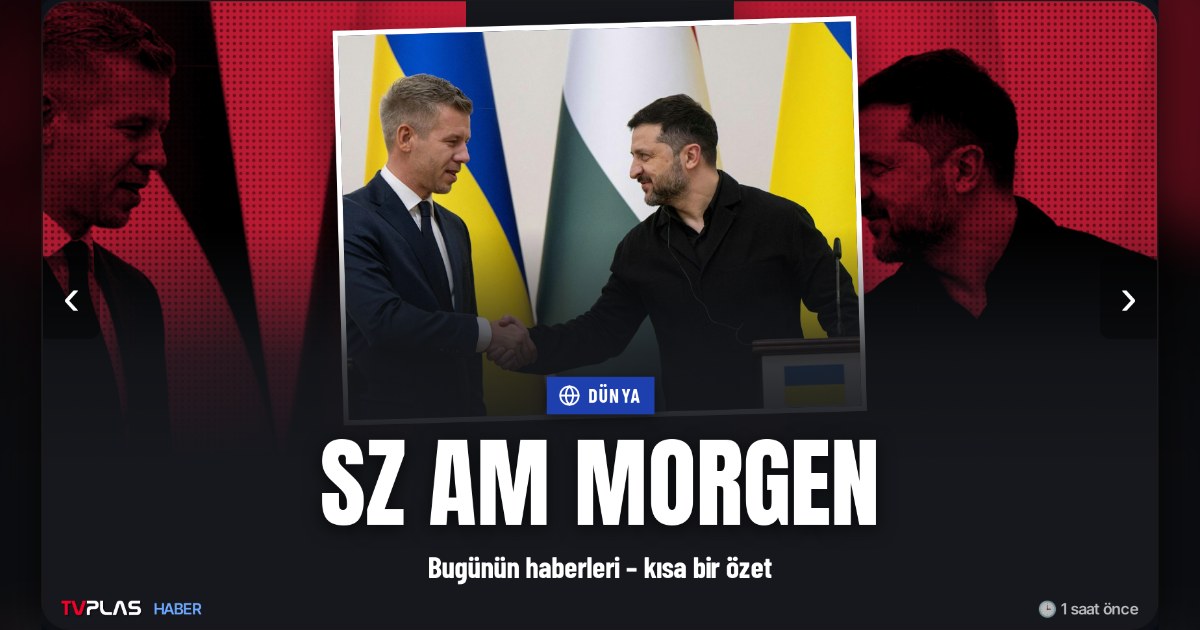 DÜNYA
SZ AM MORGEN
Bugünün haberleri – kısa bir özet
TVPLAS HABER
1 saat önce